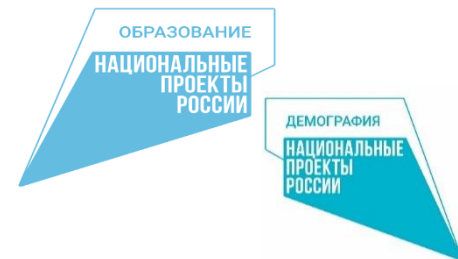 ОБРАЗОВАНИЕ
НАЦИОНАЛЬНЫЕ
ПРОЕКТЫ
РОССИИ
ДЕМОГРАФИЯ
НАЦИОНАЛЬНЫЕ
ПРОЕКТЫ
РОССИИ